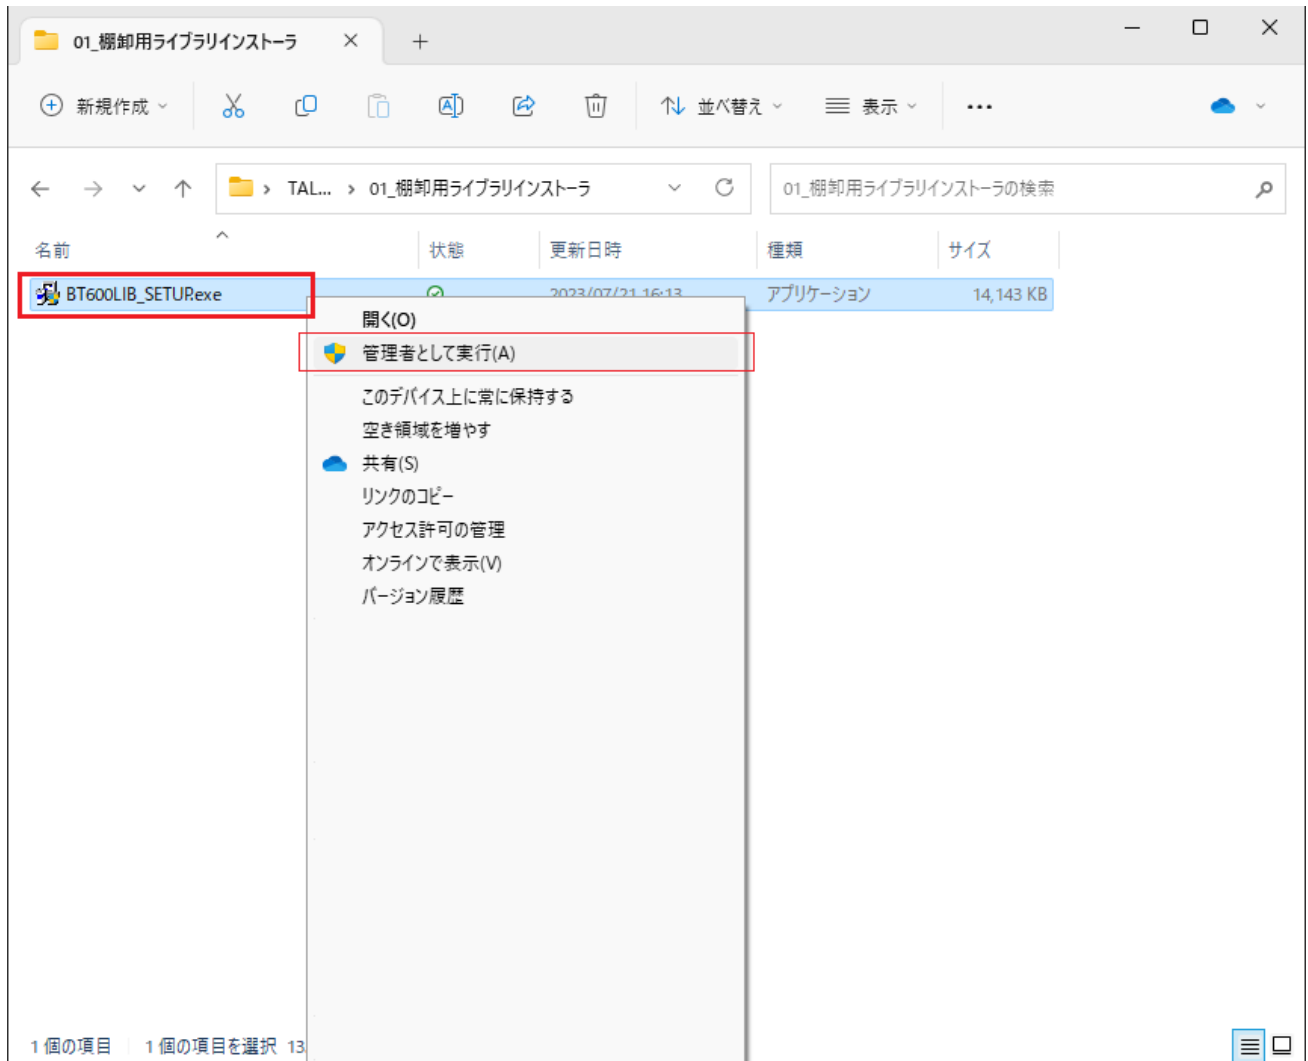 01_棚卸用ライブラリインストーラ
新規作成
並べ替え
表示
TAL... 01_棚卸用ライブラリインストーラ
01_棚卸用ライブラリインストーラの検索
名前 状態 更新日時 種類 サイズ
BT600LIB_SETUP.exe 2023/07/21 16:13 アプリケーション 14,143 KB
開く(O)
管理者として実行(A)
このデバイス上に常に保持する
空き領域を増やす
共有(S)
リンクのコピー
アクセス許可の管理
オンラインで表示(V)
バージョン履歴
1 個の項目 1 個の項目を選択 13